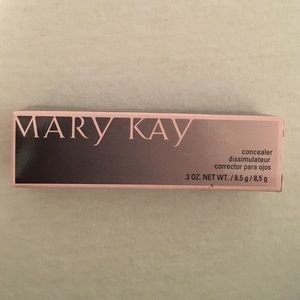 MARY KAY
concealer
dissimulateur
corrector para ojos
.3 OZ. NET WT. / 8.5 g / 8,5 g